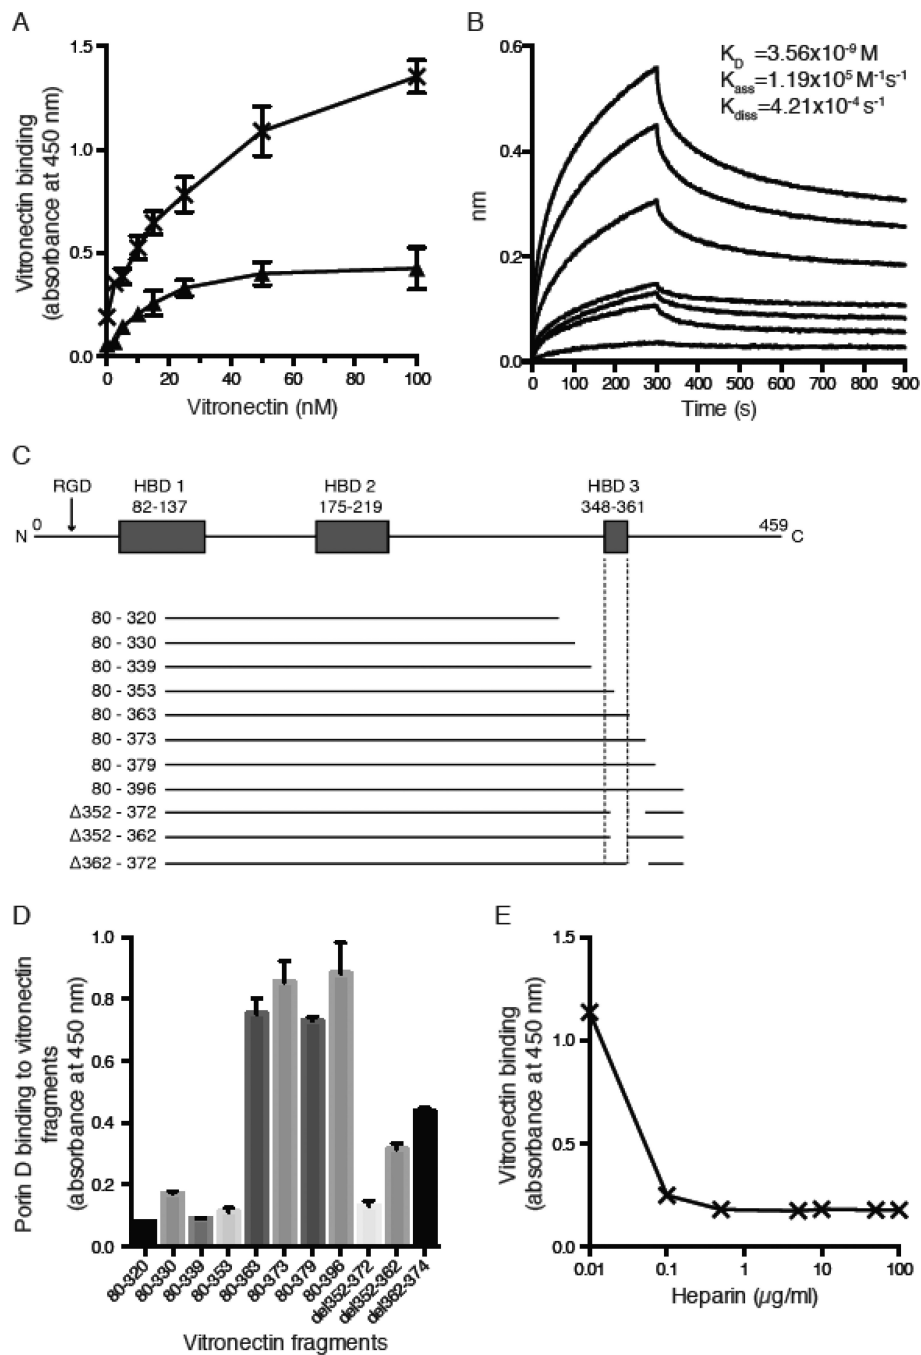 A
Vitronectin binding
(absorbance at 450 nm)
1.5
1.0
0.5
0.0
0 20 40 60 80 100
Vitronectin (nM)
B
K_D =3.56x10⁻⁹ M
K_ass=1.19x10⁵ M⁻¹s⁻¹
K_diss=4.21x10⁻⁴ s⁻¹
nm
0.6
0.4
0.2
0.0
0 100 200 300 400 500 600 700 800 900
Time (s)
C
RGD
HBD 1
82-137
HBD 2
175-219
HBD 3
348-361
N
0
459
C
80 - 320
80 - 330
80 - 339
80 - 353
80 - 363
80 - 373
80 - 379
80 - 396
Δ352 - 372
Δ352 - 362
Δ362 - 372
D
Porin D binding to vitronectin
fragments
(absorbance at 450 nm)
1.0
0.8
0.6
0.4
0.2
0.0
80-320
80-330
80-339
80-353
80-363
80-373
80-379
80-396
del352-372
del352-362
del362-374
Vitronectin fragments
E
Vitronectin binding
(absorbance at 450 nm)
1.5
1.0
0.5
0.0
0.01 0.1 1 10 100
Heparin (µg/ml)